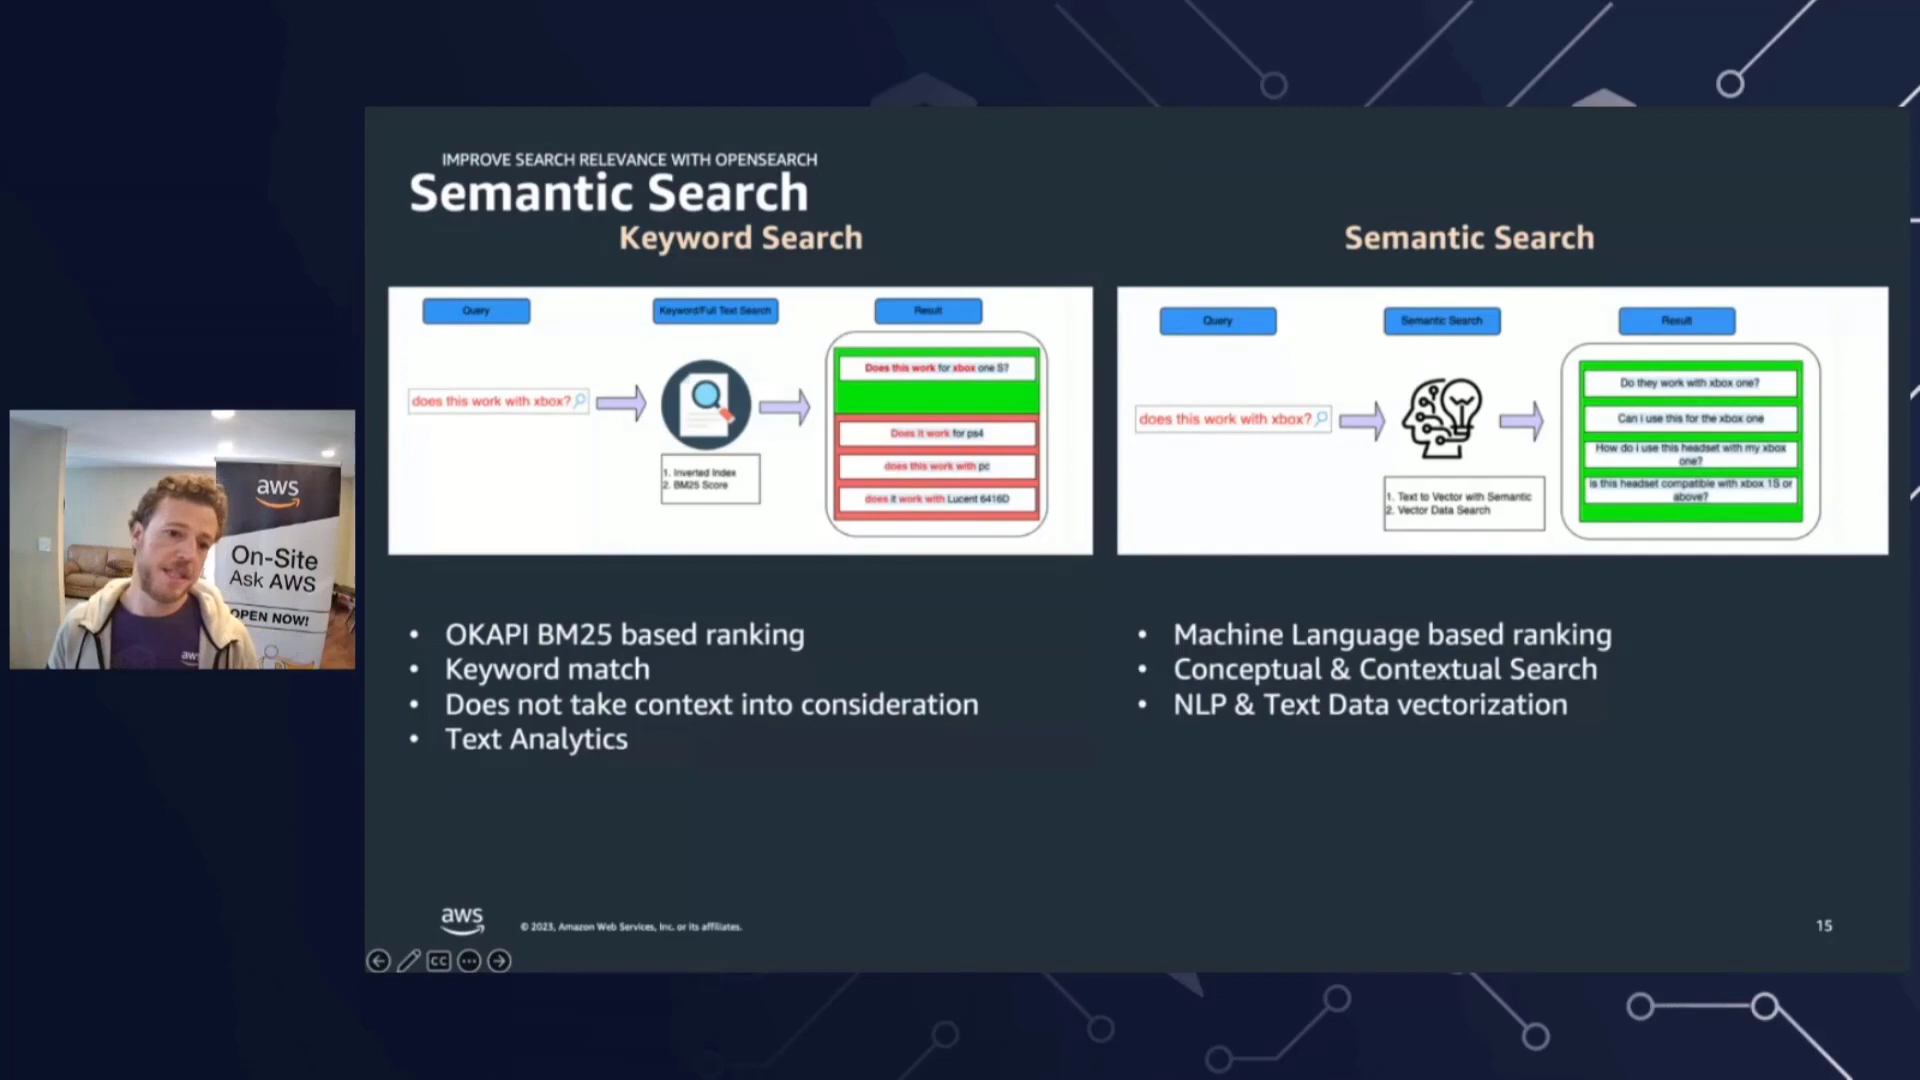 IMPROVE SEARCH RELEVANCE WITH OPENSEARCH
Semantic Search
Keyword Search
Query
Keyword/Full Text Search
Result
does this work with xbox?
1. Inverted Index
2. BM25 Score
Does this work for xbox one S?
Does it work for ps4
does this work with pc
does it work with Lucent 6416D
OKAPI BM25 based ranking
Keyword match
Does not take context into consideration
Text Analytics
Semantic Search
Query
Semantic Search
Result
does this work with xbox?
1. Text to Vector with Semantic
2. Vector Data Search
Do they work with xbox one?
Can i use this for the xbox one
How do i use this headset with my xbox
one?
is this headset compatible with xbox 1S or
above?
Machine Language based ranking
Conceptual & Contextual Search
NLP & Text Data vectorization
aws
On-Site
Ask AWS
OPEN NOW!
aws
aws
© 2023, Amazon Web Services, Inc. or its affiliates.
15
CC